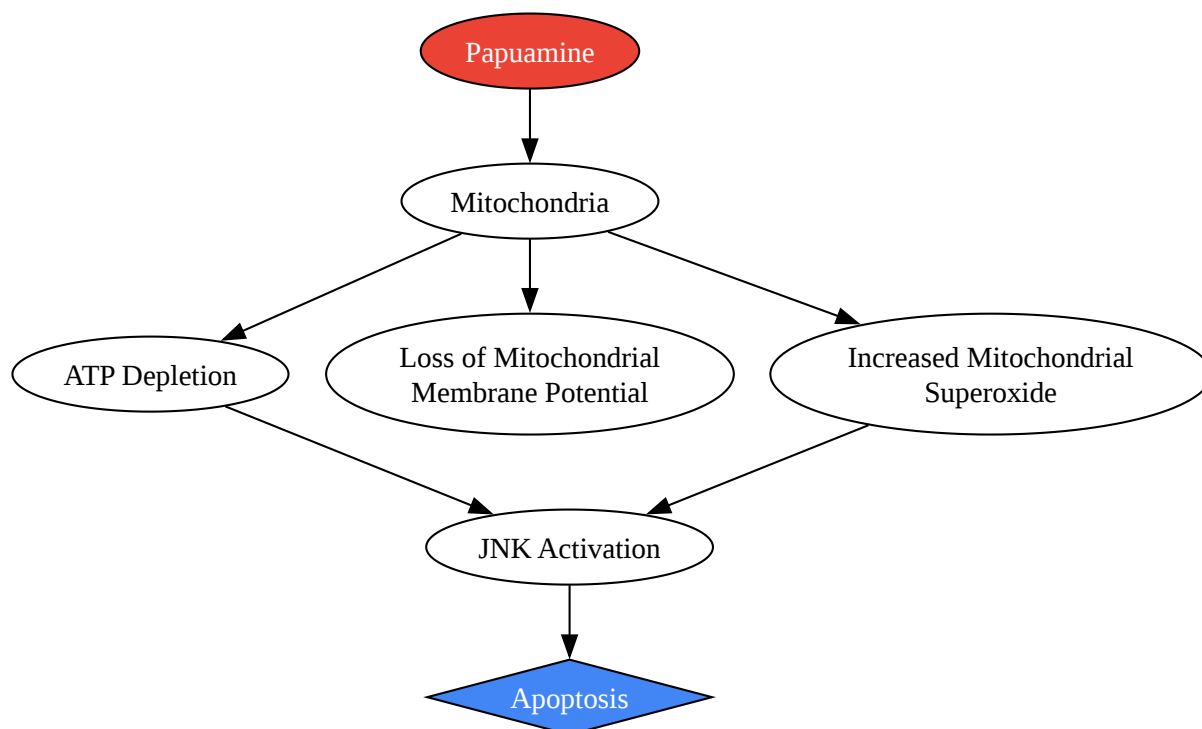 Papuamine
Mitochondria
ATP Depletion
Loss of Mitochondrial
Membrane Potential
Increased Mitochondrial
Superoxide
JNK Activation
Apoptosis